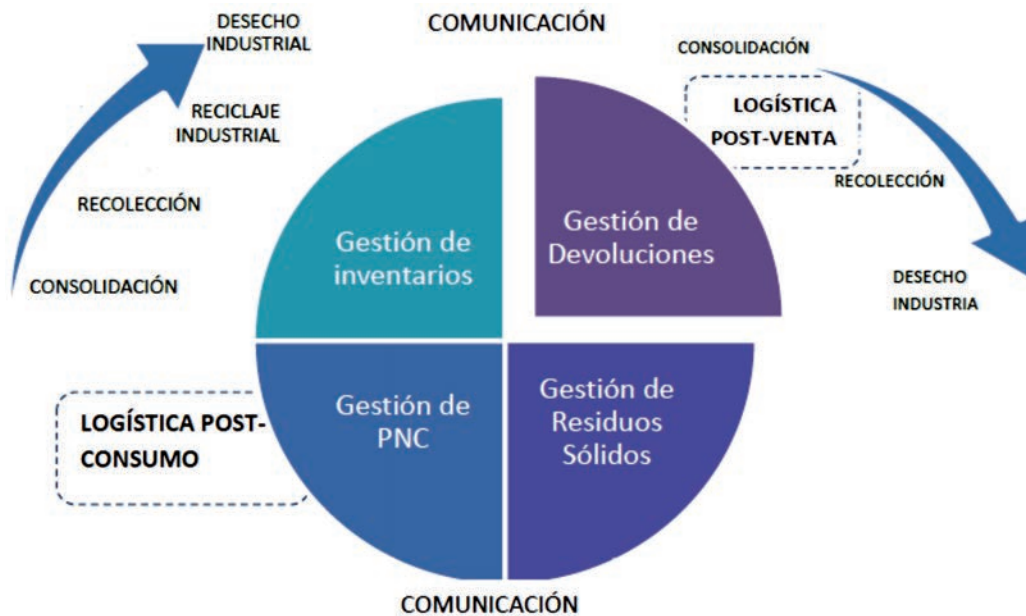 COMUNICACIÓN
DESECHO
INDUSTRIAL
RECICLAJE
INDUSTRIAL
RECOLECCIÓN
CONSOLIDACIÓN
CONSOLIDACIÓN
LOGÍSTICA
POST-VENTA
RECOLECCIÓN
DESECHO
INDUSTRIA
Gestión de
inventarios
Gestión de
Devoluciones
Gestión de
PNC
Gestión de
Residuos
Sólidos
LOGÍSTICA POST-
CONSUMO
COMUNICACIÓN